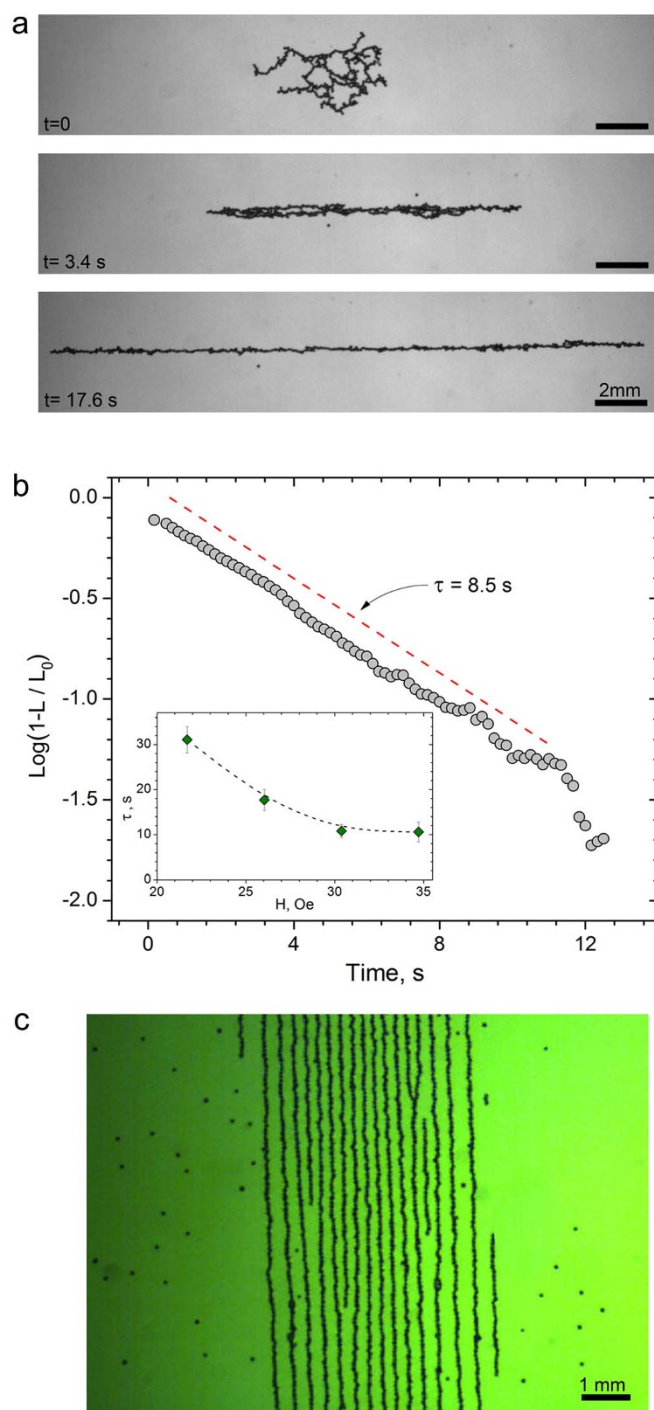 a
t=0
t= 3.4 s
t= 17.6 s
2mm
b
0.0
-0.5
-1.0
-1.5
-2.0
Log(1-L / L₀)
τ = 8.5 s
30
20
10
0
τ, s
20 25 30 35
H, Oe
0 4 8 12
Time, s
c
1 mm